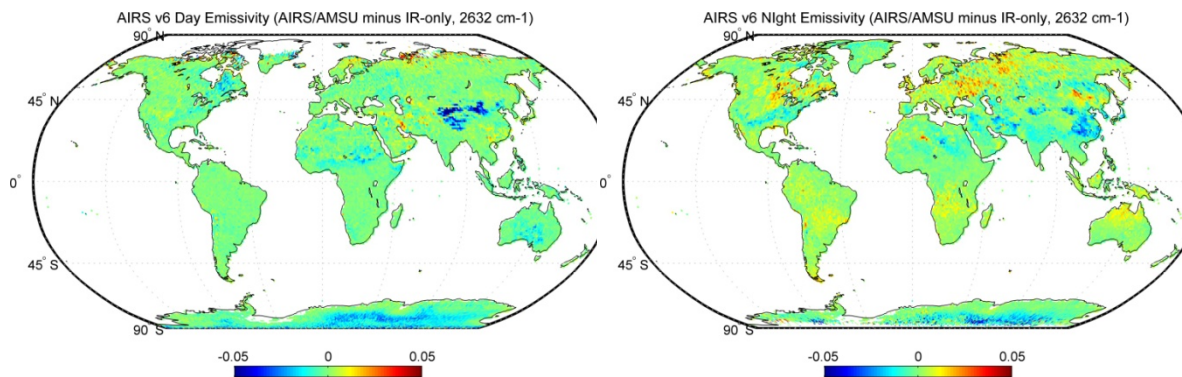 AIRS v6 Day Emissivity (AIRS/AMSU minus IR-only, 2632 cm-1)
90° N
45° N
0°
45° S
90° S
-0.05 0 0.05
AIRS v6 NIght Emissivity (AIRS/AMSU minus IR-only, 2632 cm-1)
90° N
45° N
0°
45° S
90° S
-0.05 0 0.05